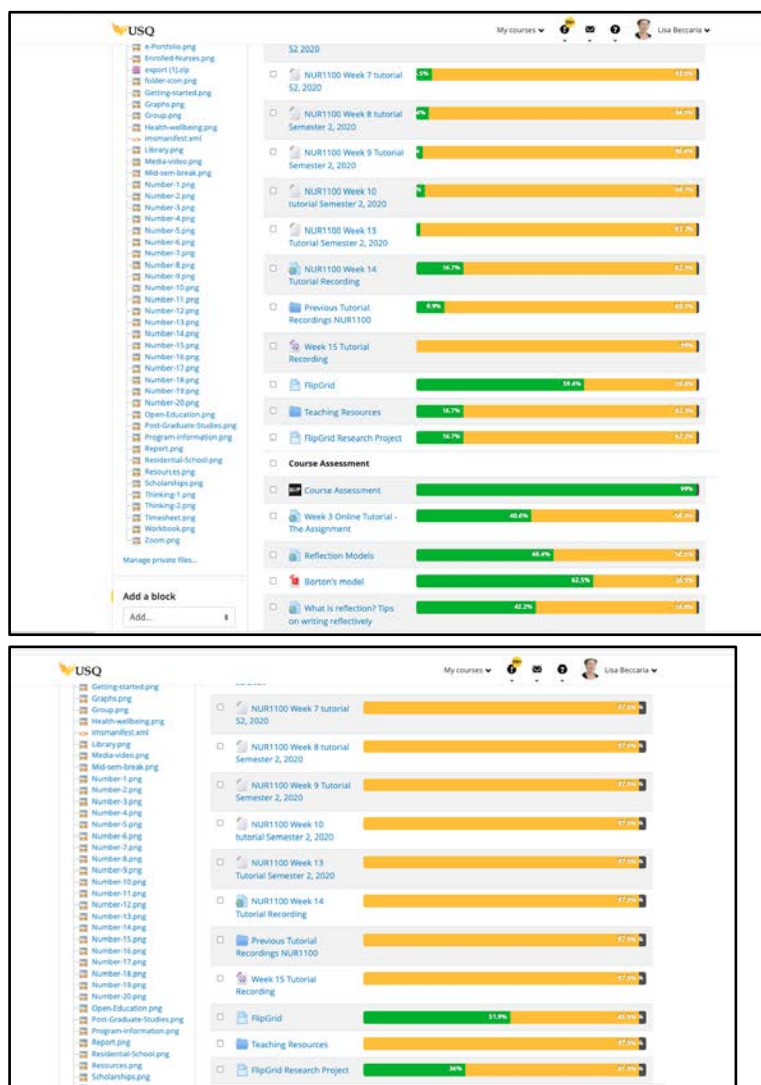 USQ
My courses
Lisa Beccaria
e-Portfolio.png
Enrolled-Nurses.png
export (1).zip
folder-icon.png
Getting-started.png
Graphs.png
Group.png
Health-wellbeing.png
imsmanifest.xml
Library.png
Media-video.png
Mid-sem-break.png
Number-1.png
Number-2.png
Number-3.png
Number-4.png
Number-5.png
Number-6.png
Number-7.png
Number-8.png
Number-9.png
Number-10.png
Number-11.png
Number-12.png
Number-13.png
Number-14.png
Number-15.png
Number-16.png
Number-17.png
Number-18.png
Number-19.png
Number-20.png
Open-Education.png
Post-Graduate-Studies.png
Program-information.png
Report.png
Residential-School.png
Resources.png
Scholarships.png
Thinking-1.png
Thinking-2.png
Timesheet.png
Workbook.png
Zoom.png
Manage private files...
Add a block
Add...
S2 2020
NUR1100 Week 7 tutorial
S2, 2020
NUR1100 Week 8 tutorial
Semester 2, 2020
NUR1100 Week 9 Tutorial
Semester 2, 2020
NUR1100 Week 10
tutorial Semester 2, 2020
NUR1100 Week 13
Tutorial Semester 2, 2020
NUR1100 Week 14
Tutorial Recording
16.7%
Previous Tutorial
Recordings NUR1100
9.9%
Week 15 Tutorial
Recording
99%
FlipGrid
59.4%
Teaching Resources
16.7%
FlipGrid Research Project
16.7%
Course Assessment
Course Assessment
99%
Week 3 Online Tutorial -
The Assignment
40.6%
Reflection Models
Borton's model
62.5%
What is reflection? Tips
on writing reflectively
42.2%
USQ
My courses
Lisa Beccaria
Getting-started.png
Graphs.png
Group.png
Health-wellbeing.png
imsmanifest.xml
Library.png
Media-video.png
Mid-sem-break.png
Number-1.png
Number-2.png
Number-3.png
Number-4.png
Number-5.png
Number-6.png
Number-7.png
Number-8.png
Number-9.png
Number-10.png
Number-11.png
Number-12.png
Number-13.png
Number-14.png
Number-15.png
Number-16.png
Number-17.png
Number-18.png
Number-19.png
Number-20.png
Open-Education.png
Post-Graduate-Studies.png
Program-information.png
Report.png
Residential-School.png
Resources.png
Scholarships.png
NUR1100 Week 7 tutorial
S2, 2020
NUR1100 Week 8 tutorial
Semester 2, 2020
NUR1100 Week 9 Tutorial
Semester 2, 2020
NUR1100 Week 10
tutorial Semester 2, 2020
NUR1100 Week 13
Tutorial Semester 2, 2020
NUR1100 Week 14
Tutorial Recording
Previous Tutorial
Recordings NUR1100
Week 15 Tutorial
Recording
FlipGrid
51.9%
Teaching Resources
FlipGrid Research Project
36%